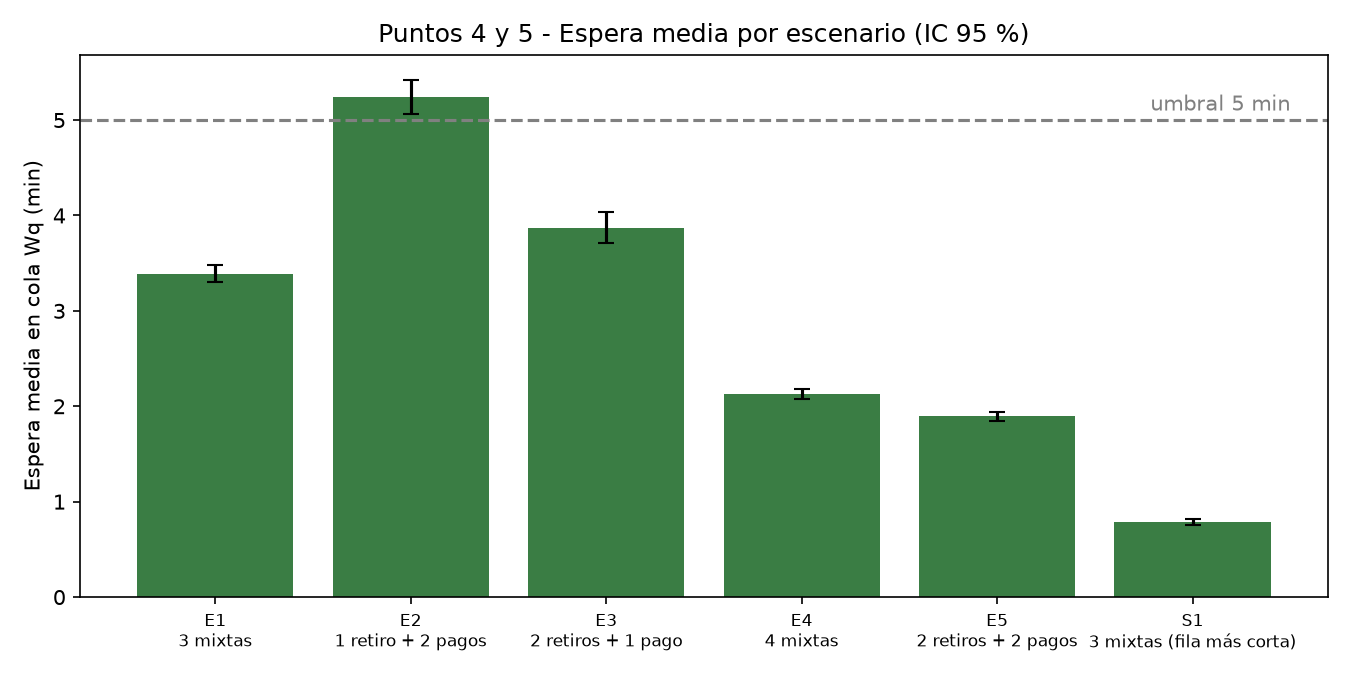 Puntos 4 y 5 - Espera media por escenario (IC 95 %)
Espera media en cola Wq (min)
5
4
3
2
1
0
umbral 5 min
E1
3 mixtas
E2
1 retiro + 2 pagos
E3
2 retiros + 1 pago
E4
4 mixtas
E5
2 retiros + 2 pagos
S1
3 mixtas (fila más corta)